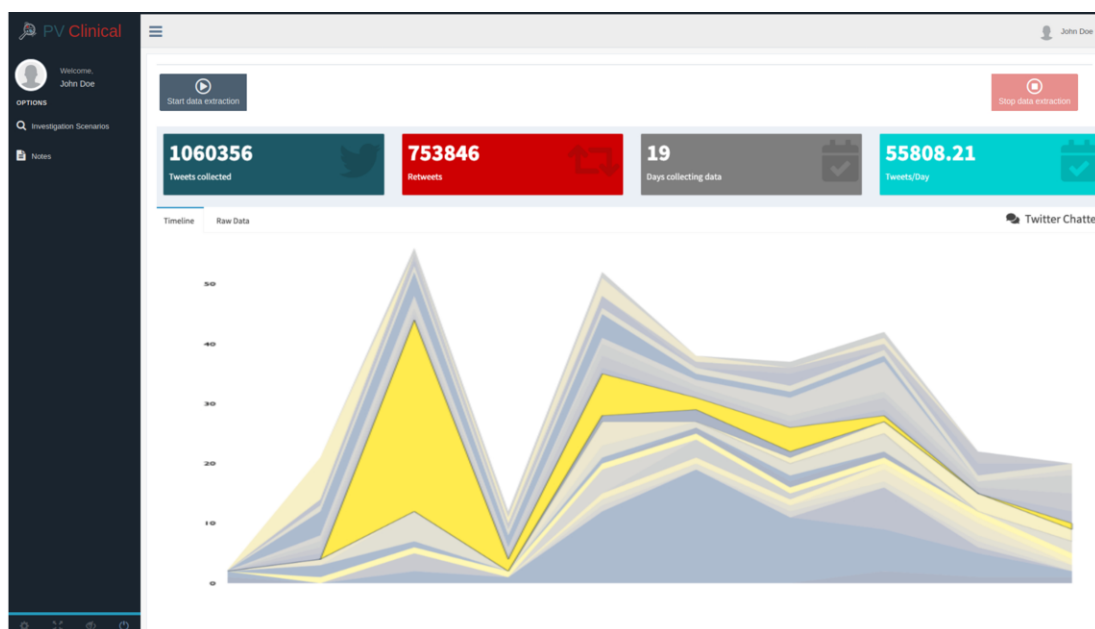 PV Clinical
John Doe
Welcome,
John Doe
OPTIONS
Investigation Scenarios
Notes
Start data extraction
Stop data extraction
1060356
Tweets collected
753846
Retweets
19
Days collecting data
55808.21
Tweets/Day
Timeline
Raw Data
Twitter Chatte
50
40
30
20
10
0